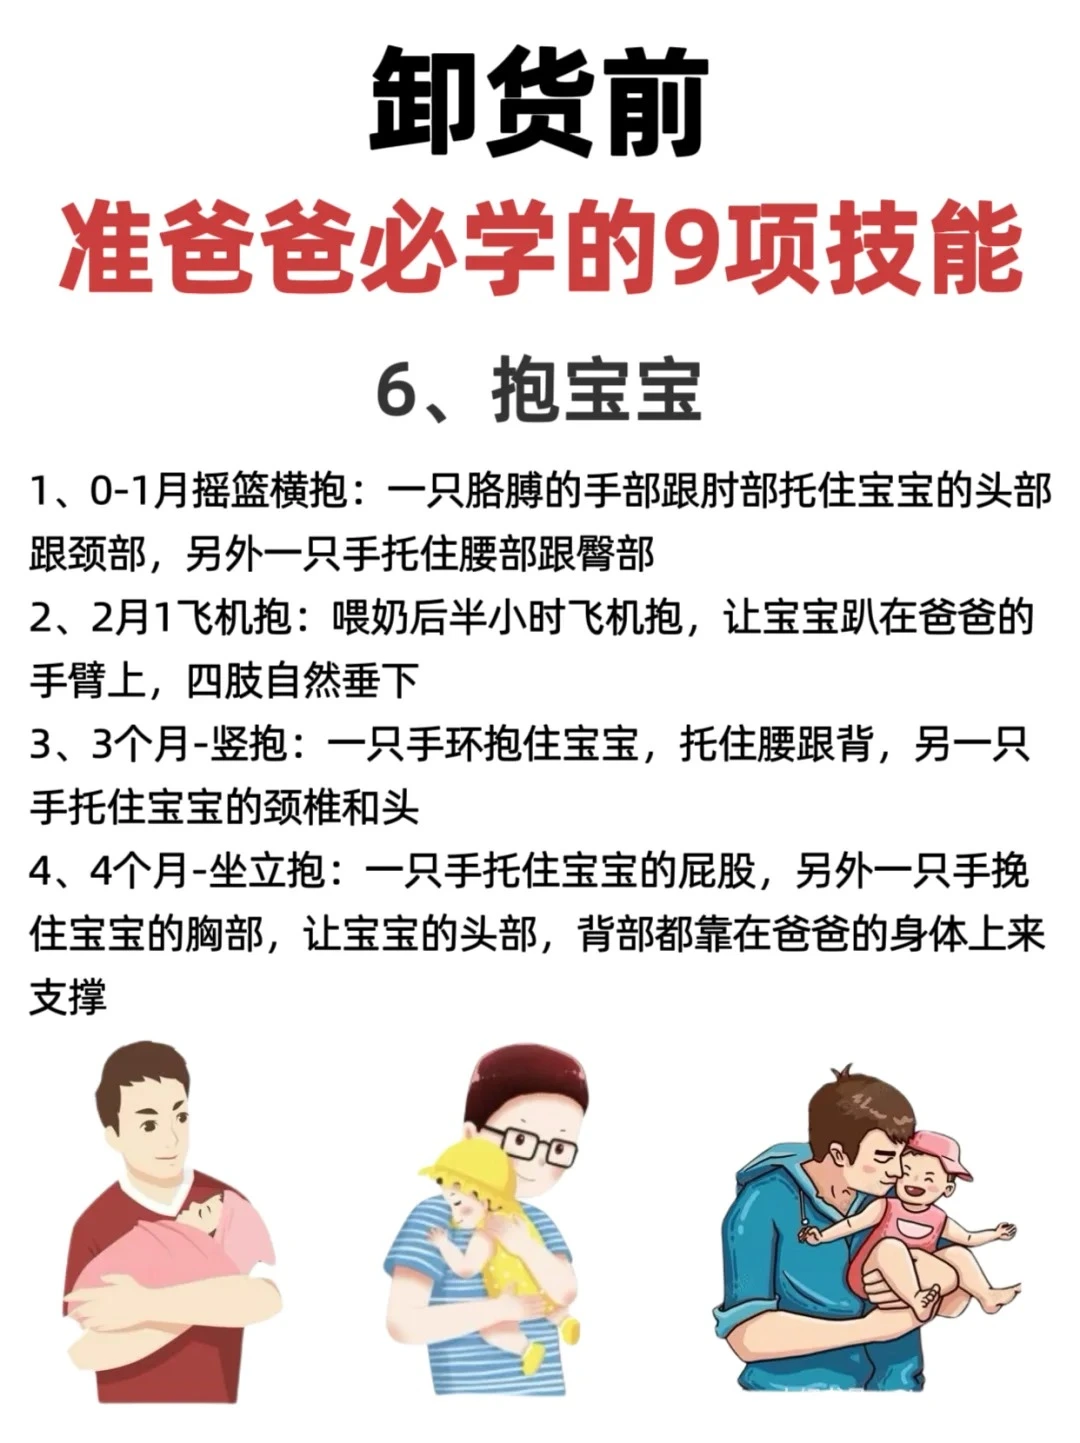 卸货前
准爸爸必学的9项技能
6、抱宝宝
1、0-1月摇篮横抱：一只胳膊的手部跟肘部托住宝宝的头部
跟颈部，另外一只手托住腰部跟臀部
2、2月1飞机抱：喂奶后半小时飞机抱，让宝宝趴在爸爸的
手臂上，四肢自然垂下
3、3个月-竖抱：一只手环抱住宝宝，托住腰跟背，另一只
手托住宝宝的颈椎和头
4、4个月-坐立抱：一只手托住宝宝的屁股，另外一只手挽
住宝宝的胸部，让宝宝的头部，背部都靠在爸爸的身体上来
支撑